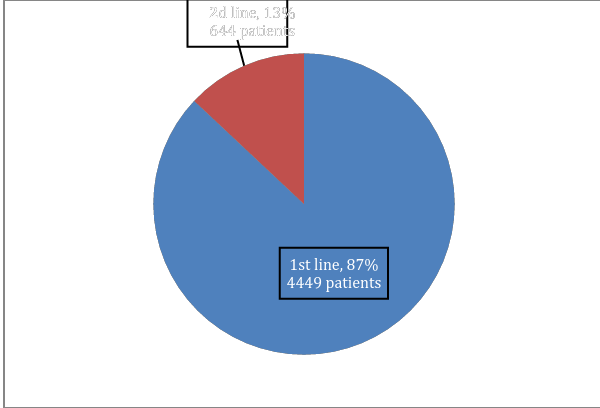 2d line, 13%
644 patients
1st line, 87%
4449 patients